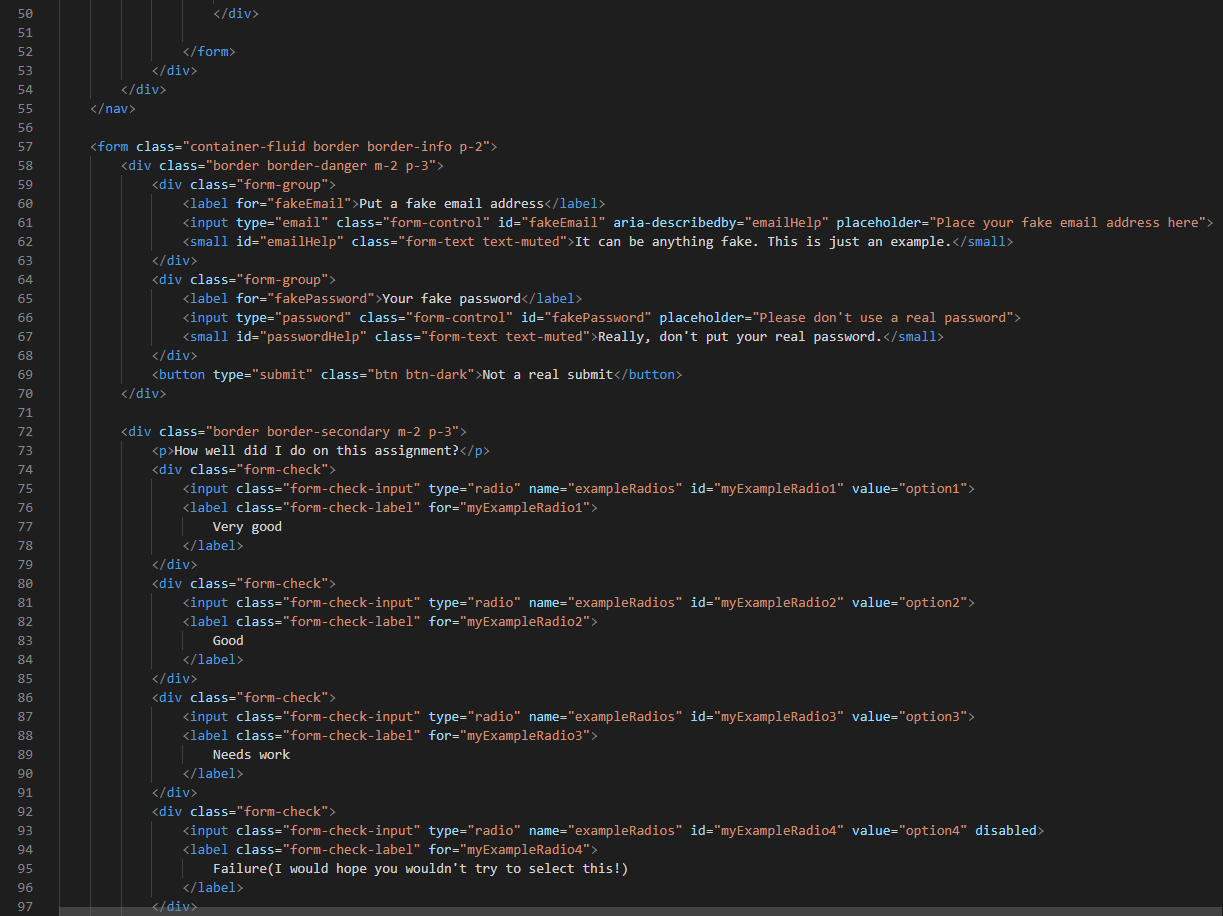 50 </div>
51
52 </form>
53 </div>
54 </div>
55 </nav>
56
57 <form class="container-fluid border border-info p-2">
58 <div class="border border-danger m-2 p-3">
59 <div class="form-group">
60 <label for="fakeEmail">Put a fake email address</label>
61 <input type="email" class="form-control" id="fakeEmail" aria-describedby="emailHelp" placeholder="Place your fake email address here">
62 <small id="emailHelp" class="form-text text-muted">It can be anything fake. This is just an example.</small>
63 </div>
64 <div class="form-group">
65 <label for="fakePassword">Your fake password</label>
66 <input type="password" class="form-control" id="fakePassword" placeholder="Please don't use a real password">
67 <small id="passwordHelp" class="form-text text-muted">Really, don't put your real password.</small>
68 </div>
69 <button type="submit" class="btn btn-dark">Not a real submit</button>
70 </div>
71
72 <div class="border border-secondary m-2 p-3">
73 <p>How well did I do on this assignment?</p>
74 <div class="form-check">
75 <input class="form-check-input" type="radio" name="exampleRadios" id="myExampleRadio1" value="option1">
76 <label class="form-check-label" for="myExampleRadio1">
77 Very good
78 </label>
79 </div>
80 <div class="form-check">
81 <input class="form-check-input" type="radio" name="exampleRadios" id="myExampleRadio2" value="option2">
82 <label class="form-check-label" for="myExampleRadio2">
83 Good
84 </label>
85 </div>
86 <div class="form-check">
87 <input class="form-check-input" type="radio" name="exampleRadios" id="myExampleRadio3" value="option3">
88 <label class="form-check-label" for="myExampleRadio3">
89 Needs work
90 </label>
91 </div>
92 <div class="form-check">
93 <input class="form-check-input" type="radio" name="exampleRadios" id="myExampleRadio4" value="option4" disabled>
94 <label class="form-check-label" for="myExampleRadio4">
95 Failure(I would hope you wouldn't try to select this!)
96 </label>
97 </div>